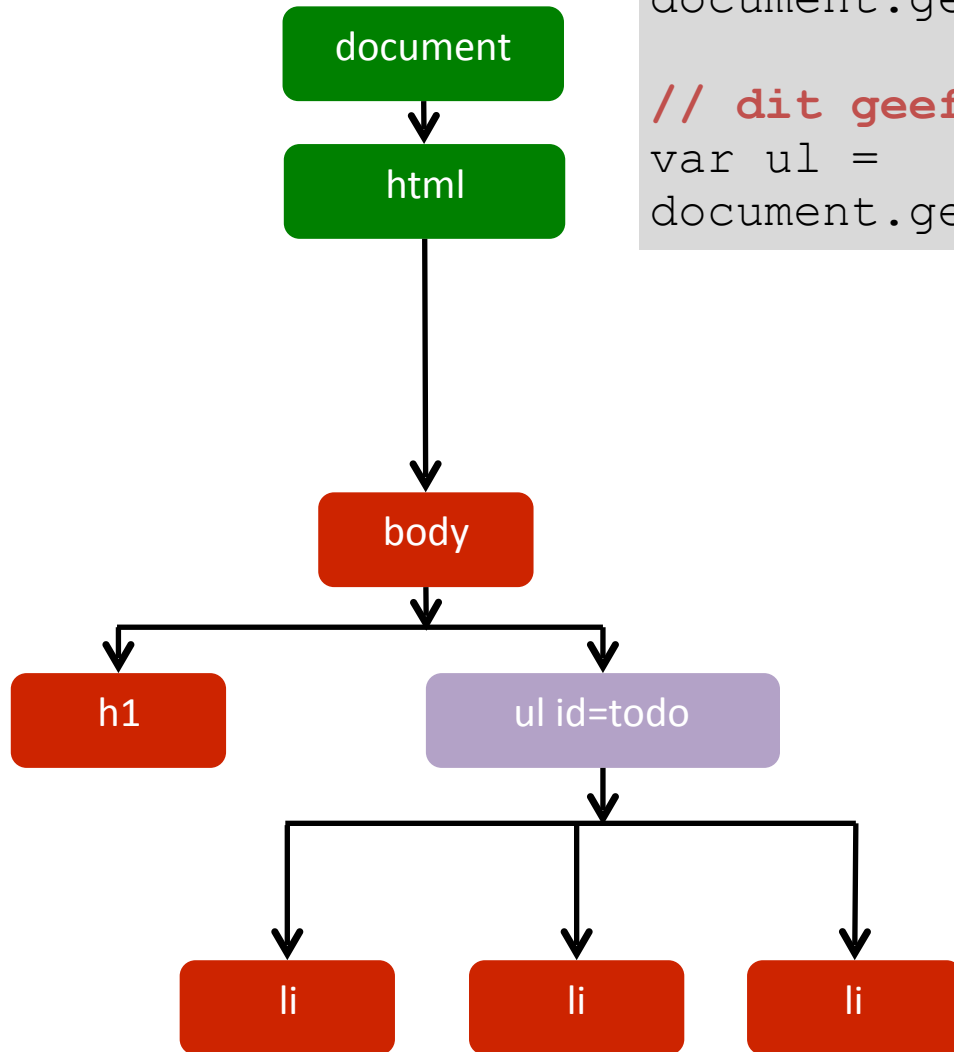 document.ge
document
// dit geef
var ul =
html
document.ge
body
h1
ul id=todo
li
li
li